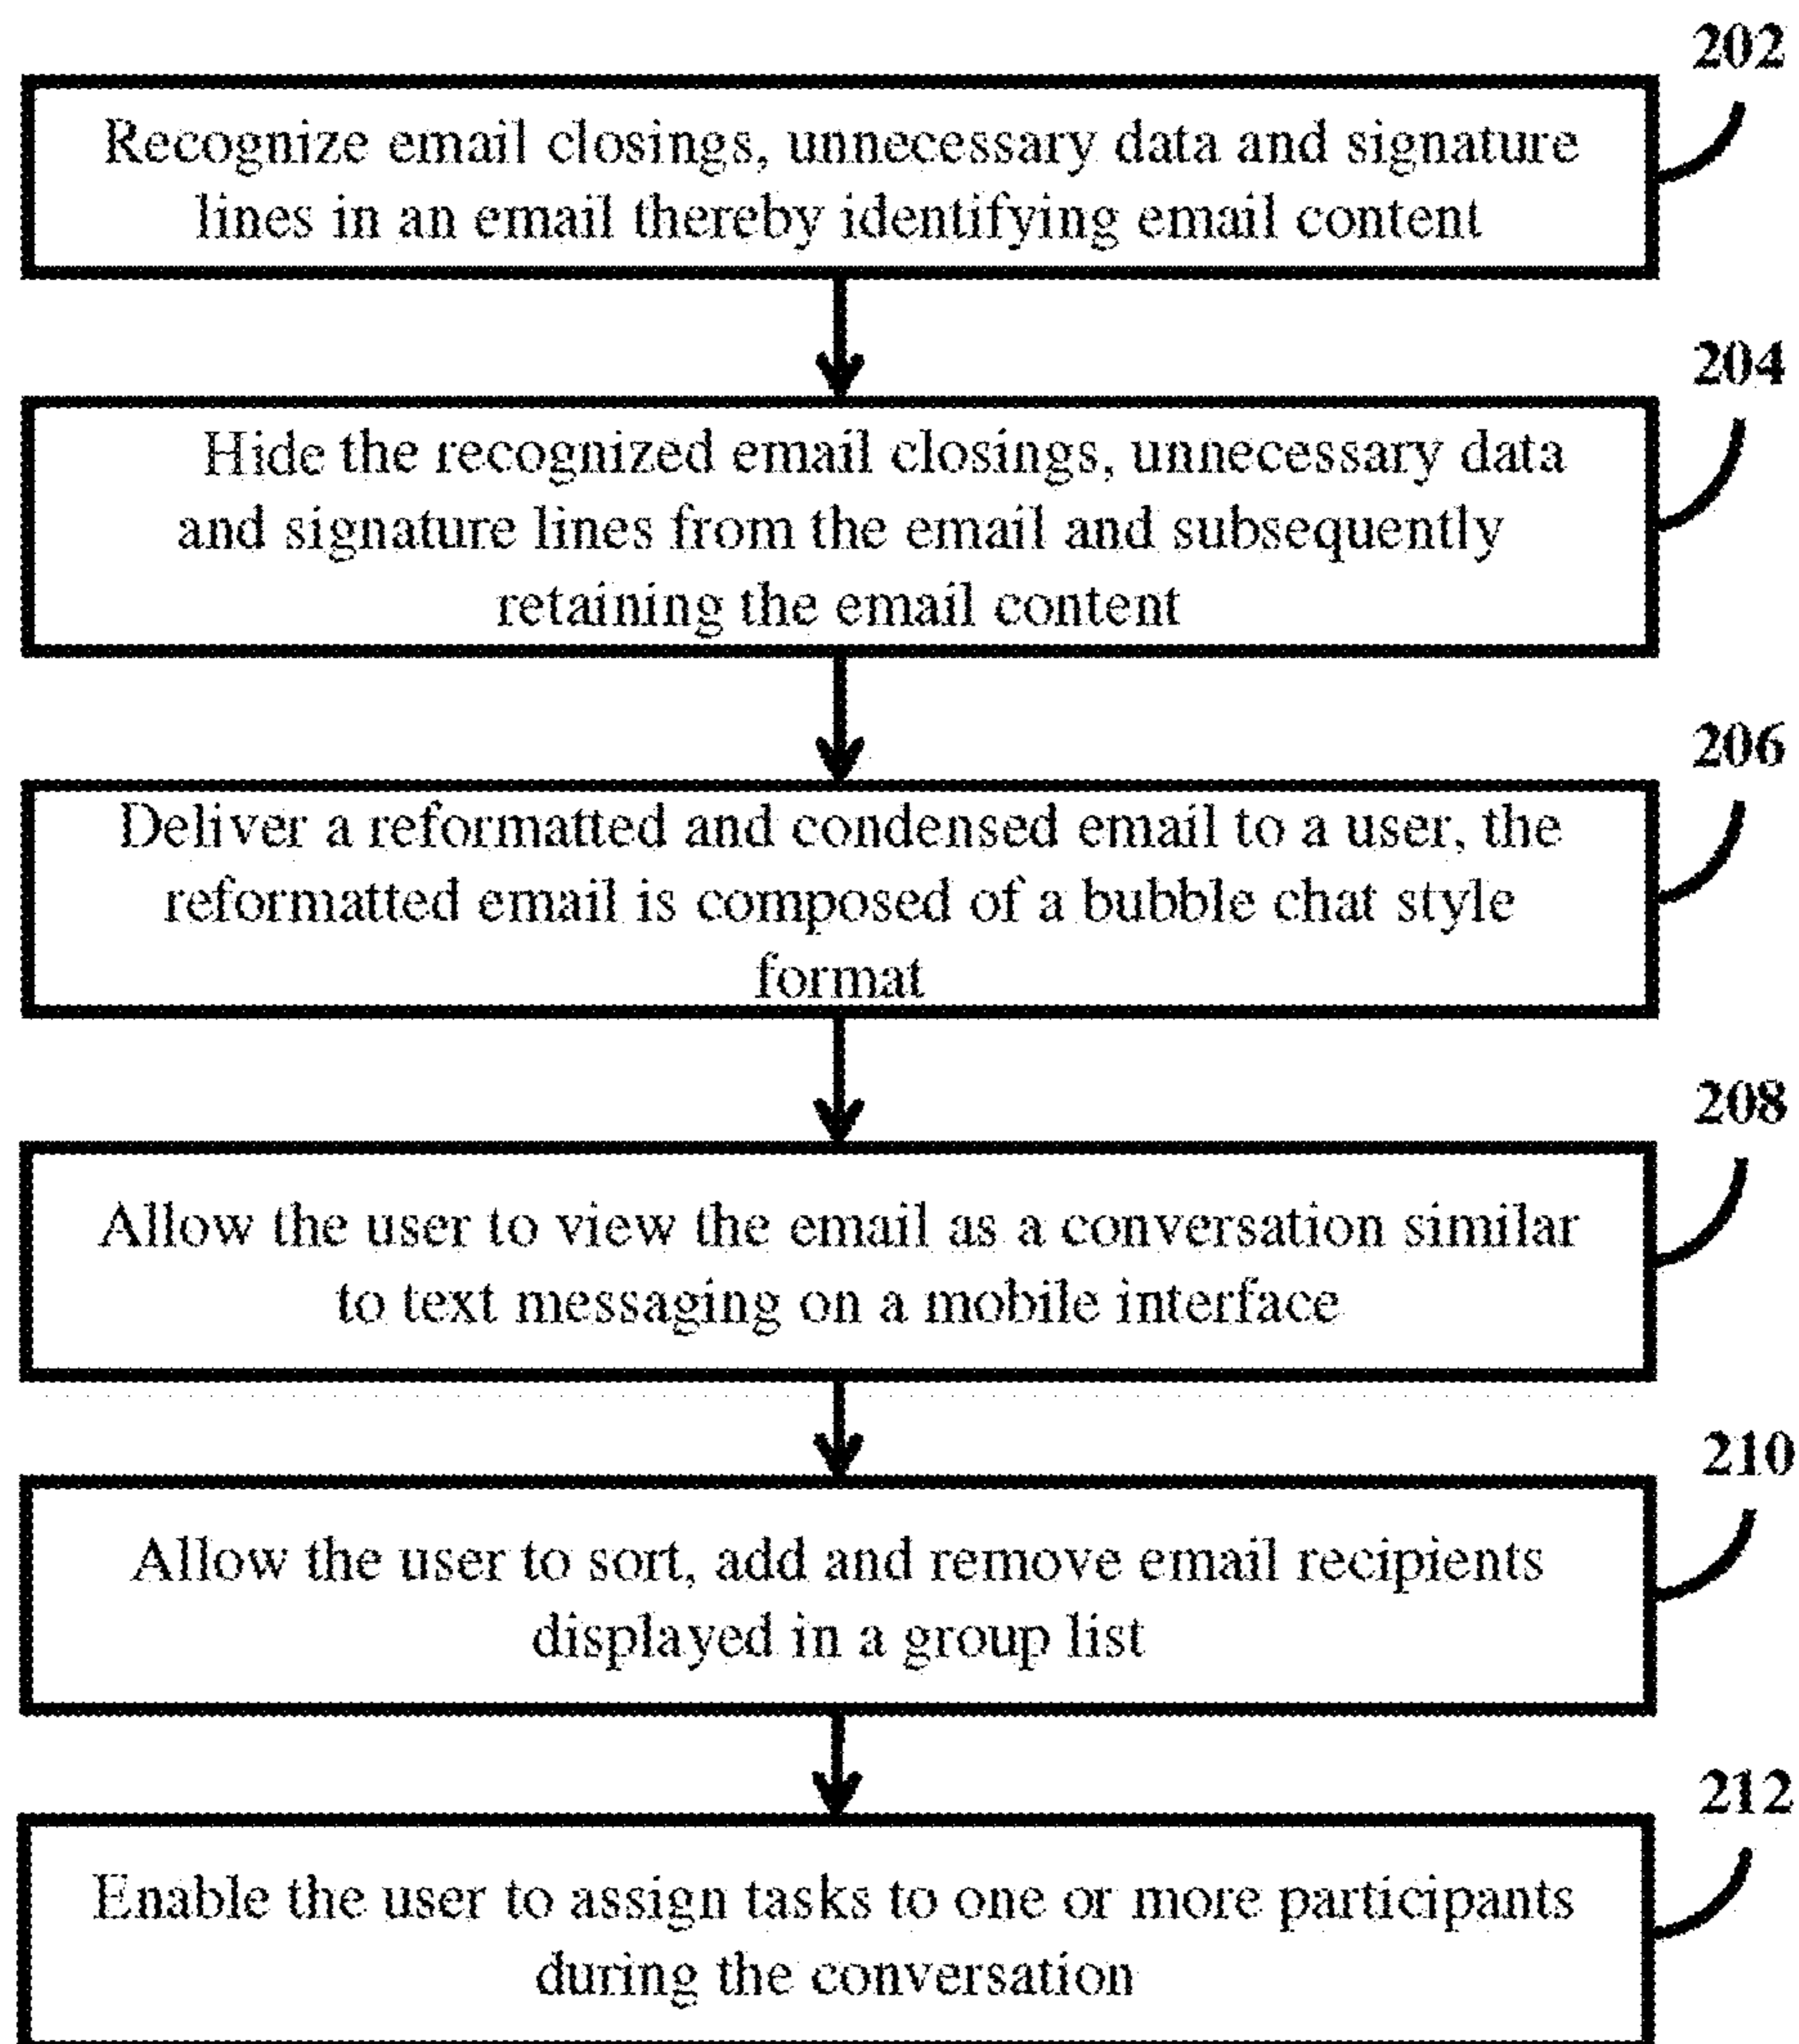 202
Recognize email closings, unnecessary data and signature
lines in an email thereby identifying email content
204
Hide the recognized email closings, unnecessary data
and signature lines from the email and subsequently
retaining the email content
206
Deliver a reformatted and condensed email to a user, the
reformatted email is composed of a bubble chat style
format
208
Allow the user to view the email as a conversation similar
to text messaging on a mobile interface
210
Allow the user to sort, add and remove email recipients
displayed in a group list
212
Enable the user to assign tasks to one or more participants
during the conversation